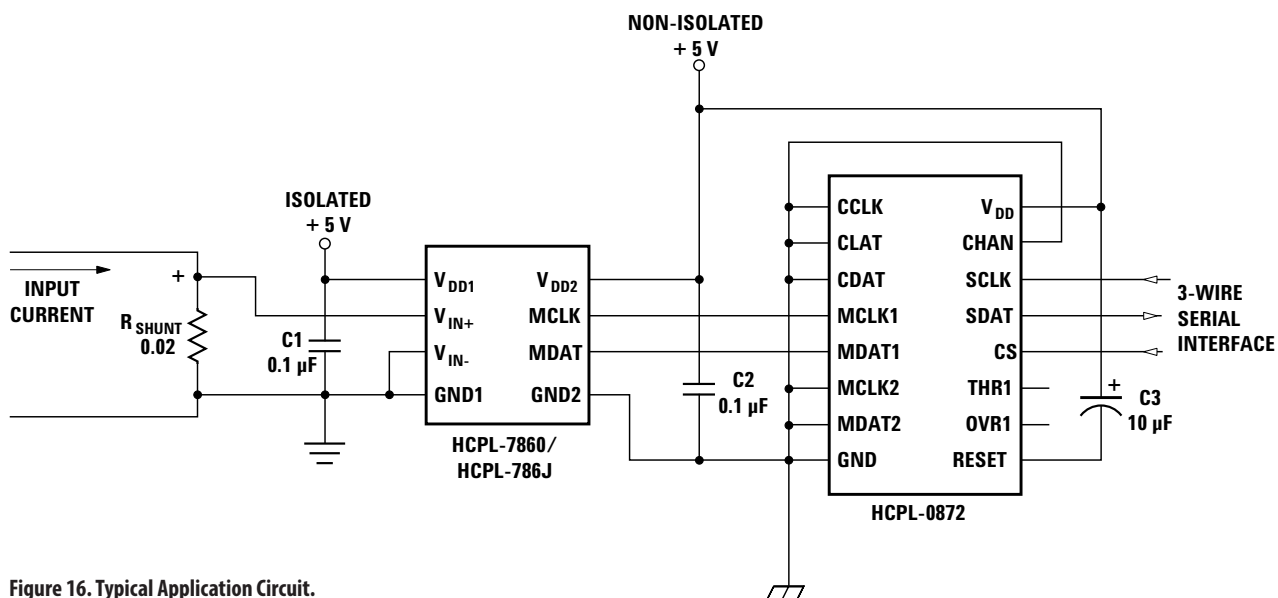 NON-ISOLATED
+ 5 V
ISOLATED
+ 5 V
+
INPUT
CURRENT
R SHUNT
0.02
C1
0.1 µF
V DD1
V IN+
V IN-
GND1
V DD2
MCLK
MDAT
GND2
HCPL-7860/
HCPL-786J
C2
0.1 µF
CCLK
CLAT
CDAT
MCLK1
MDAT1
MCLK2
MDAT2
GND
V DD
CHAN
SCLK
SDAT
CS
THR1
OVR1
RESET
HCPL-0872
3-WIRE
SERIAL
INTERFACE
+
C3
10 µF
Figure 16. Typical Application Circuit.